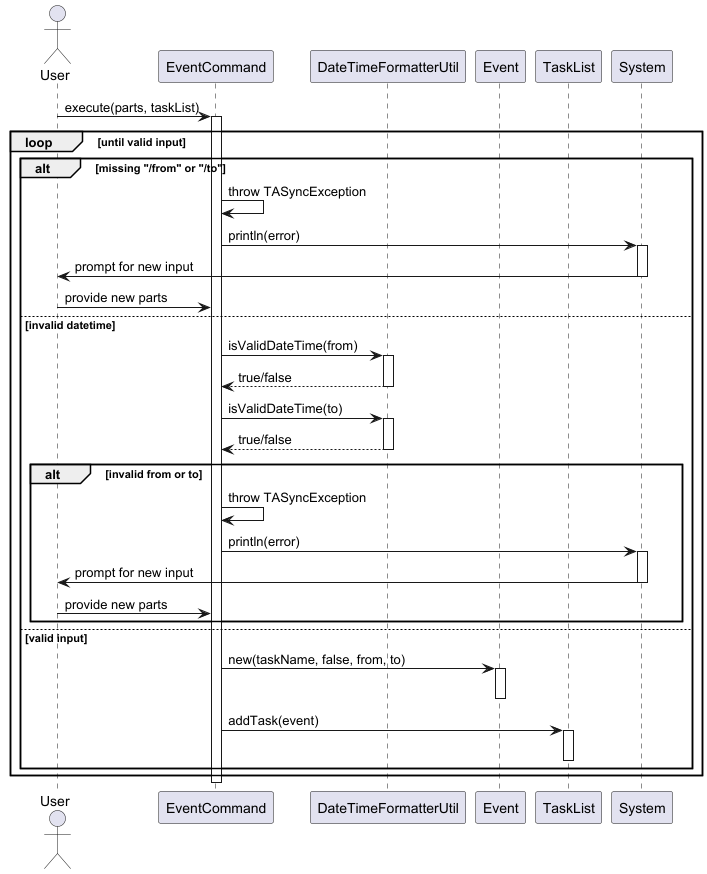 User
EventCommand
DateTimeFormatterUtil
Event
TaskList
System
execute(parts, taskList)
loop
[until valid input]
alt
[missing "/from" or "/to"]
throw TASyncException
println(error)
prompt for new input
provide new parts
[invalid datetime]
isValidDateTime(from)
true/false
isValidDateTime(to)
true/false
alt
[invalid from or to]
throw TASyncException
println(error)
prompt for new input
provide new parts
[valid input]
new(taskName, false, from, to)
addTask(event)
User
EventCommand
DateTimeFormatterUtil
Event
TaskList
System